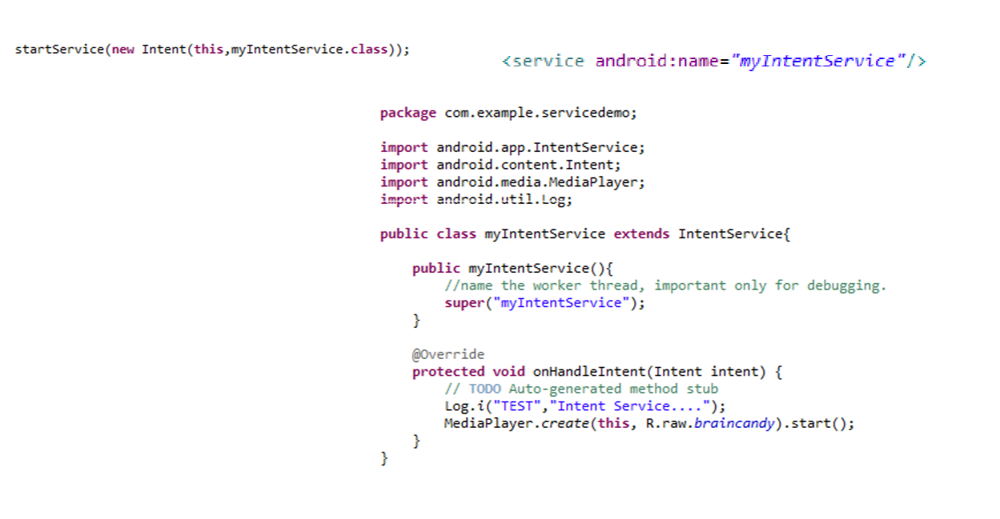 startService(new Intent(this,myIntentService.class));
<service android:name="myIntentService"/>
package com.example.servicedemo;
import android.app.IntentService;
import android.content.Intent;
import android.media.MediaPlayer;
import android.util.Log;
public class myIntentService extends IntentService{
public myIntentService(){
//name the worker thread, important only for debugging.
super("myIntentService");
}
@Override
protected void onHandleIntent(Intent intent) {
// TODO Auto-generated method stub
Log.i("TEST","Intent Service....");
MediaPlayer.create(this, R.raw.braincandy).start();
}
}